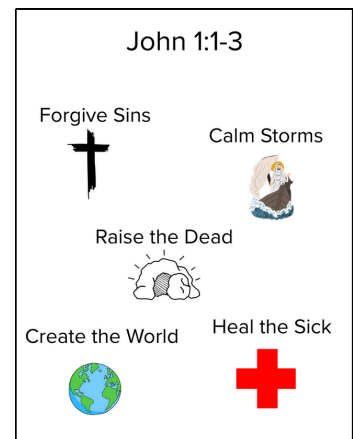 John 1:1-3
Forgive Sins
Calm Storms
Raise the Dead
Create the World
Heal the Sick